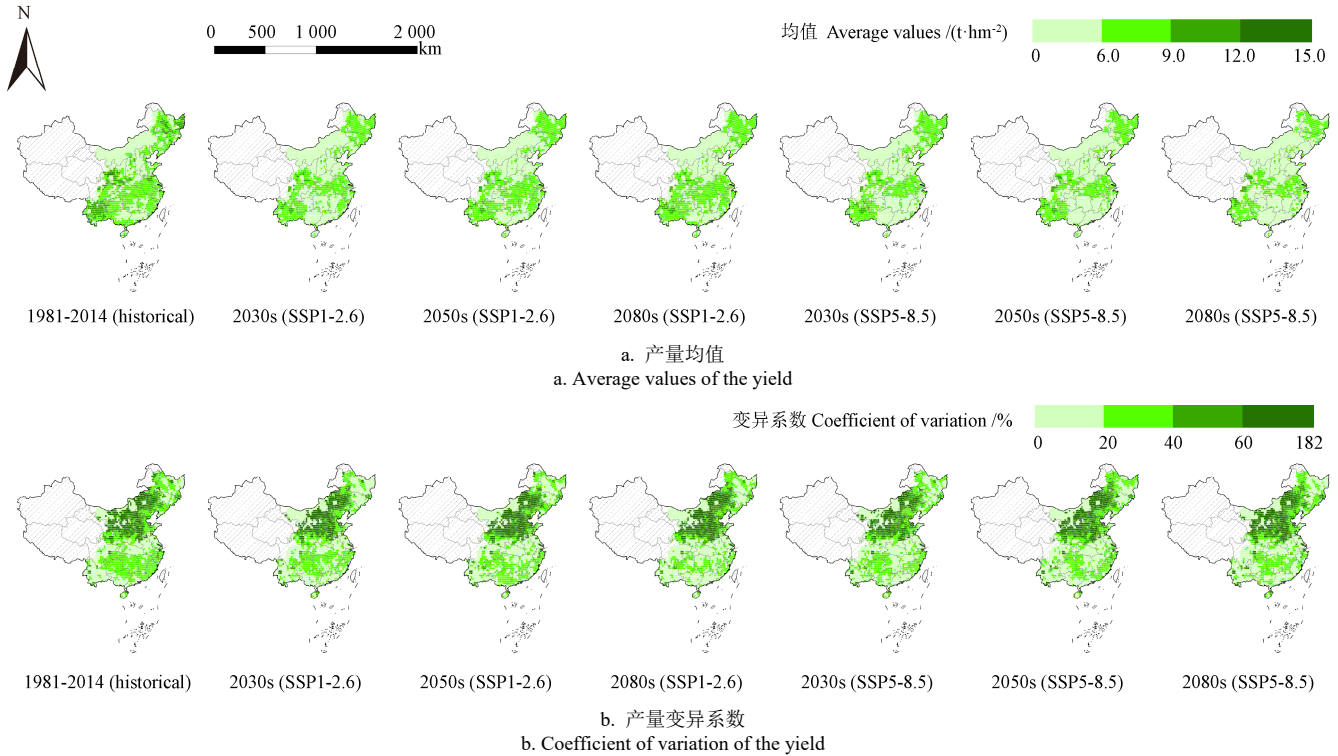 N
0 500 1 000 2 000
km
均值 Average values /(t·hm⁻²)
0 6.0 9.0 12.0 15.0
1981-2014 (historical) 2030s (SSP1-2.6) 2050s (SSP1-2.6) 2080s (SSP1-2.6) 2030s (SSP5-8.5) 2050s (SSP5-8.5) 2080s (SSP5-8.5)
a. 产量均值
a. Average values of the yield
变异系数 Coefficient of variation /%
0 20 40 60 182
1981-2014 (historical) 2030s (SSP1-2.6) 2050s (SSP1-2.6) 2080s (SSP1-2.6) 2030s (SSP5-8.5) 2050s (SSP5-8.5) 2080s (SSP5-8.5)
b. 产量变异系数
b. Coefficient of variation of the yield